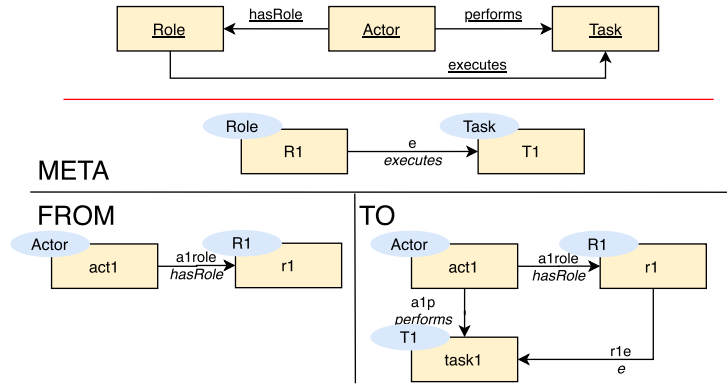 hasRole
performs
Role
Actor
Task
executes
Role
Task
R1
e
executes
T1
META
FROM
TO
Actor
R1
act1
a1role
hasRole
r1
Actor
R1
act1
a1role
hasRole
r1
a1p
performs
T1
task1
r1e
e